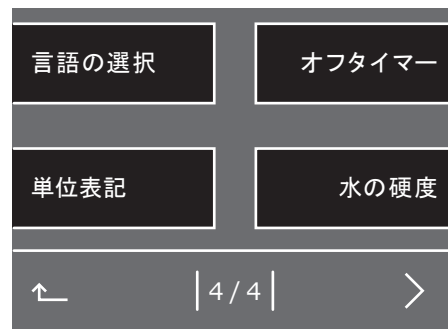 言語の選択
オフタイマー
単位表記
水の硬度
4/4